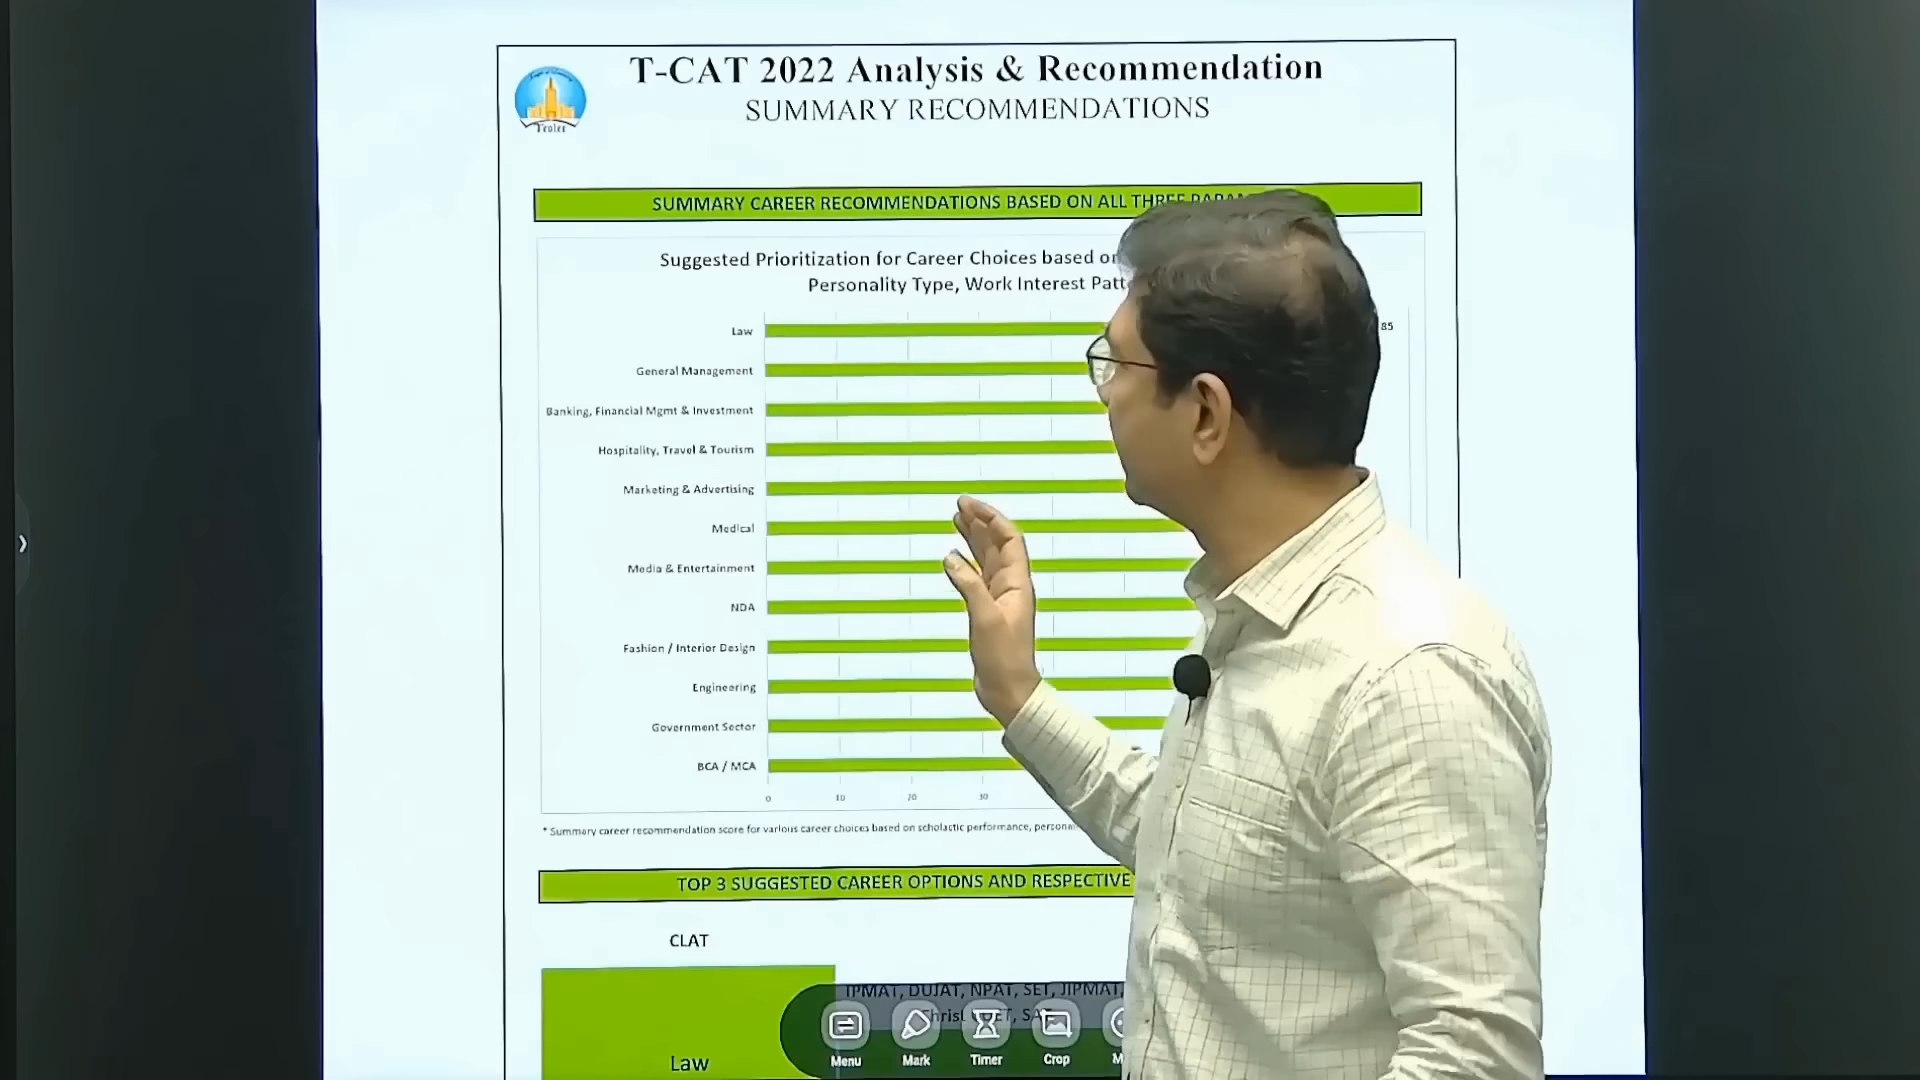 T-CAT 2022 Analysis & Recommendation
SUMMARY RECOMMENDATIONS
Teoler
SUMMARY CAREER RECOMMENDATIONS BASED ON ALL THREE
Suggested Prioritization for Career Choices based on
Personality Type, Work Interest
Law
85
General Management
Banking, Financial Mgmt & Investment
Hospitality, Travel & Tourism
Marketing & Advertising
Medical
Media & Entertainment
NDA
Fashion / Interior Design
Engineering
Government Sector
BCA / MCA
0 10 20 30
* Summary career recommendation score for various career choices based on scholastic performance,
TOP 3 SUGGESTED CAREER OPTIONS AND RESPECTIVE
CLAT
IPMAT, DUJAT, NPAT, SET, JIPMAT,
Law
Menu Mark Timer Crop